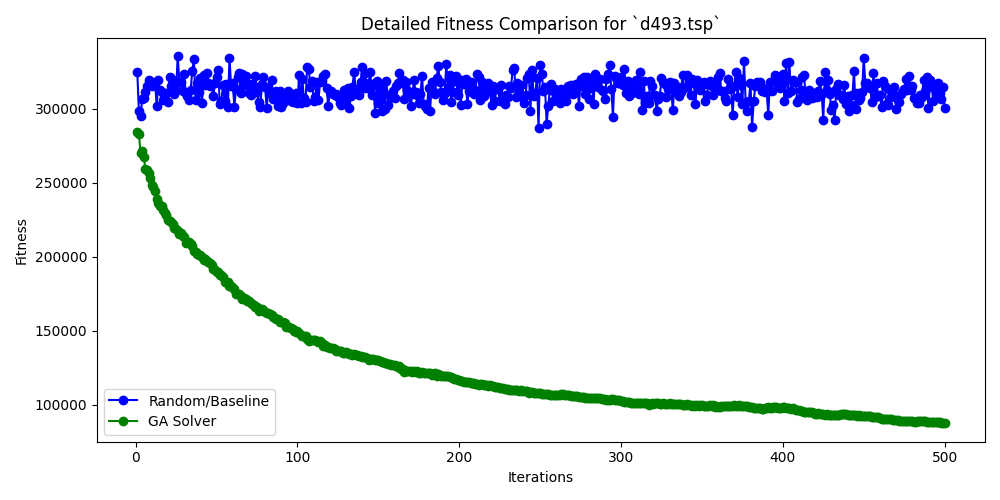 Detailed Fitness Comparison for `d493.tsp`
300000
250000
200000
150000
100000
Fitness
Random/Baseline
GA Solver
0 100 200 300 400 500
Iterations